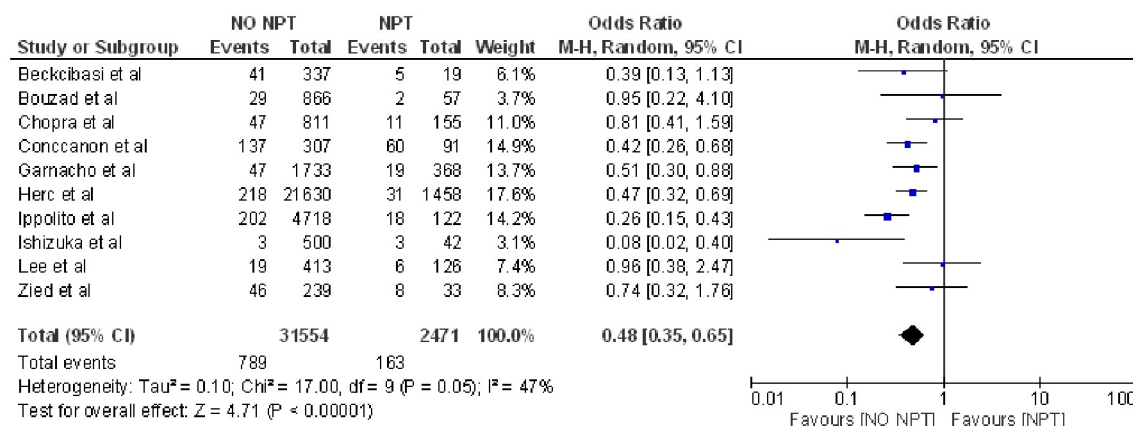 NO NPT NPT Odds Ratio Odds Ratio
Study or Subgroup Events Total Events Total Weight M-H, Random, 95% CI M-H, Random, 95% CI
Beckcibasi et al 41 337 5 19 6.1% 0.39 [0.13, 1.13]
Bouzad et al 29 866 2 57 3.7% 0.95 [0.22, 4.10]
Chopra et al 47 811 11 155 11.0% 0.81 [0.41, 1.59]
Conccanon et al 137 307 60 91 14.9% 0.42 [0.26, 0.68]
Garnacho et al 47 1733 19 368 13.7% 0.51 [0.30, 0.88]
Herc et al 218 21630 31 1458 17.6% 0.47 [0.32, 0.69]
Ippolito et al 202 4718 18 122 14.2% 0.26 [0.15, 0.43]
Ishizuka et al 3 500 3 42 3.1% 0.08 [0.02, 0.40]
Lee et al 19 413 6 126 7.4% 0.96 [0.38, 2.47]
Zied et al 46 239 8 33 8.3% 0.74 [0.32, 1.76]
Total (95% CI) 31554 2471 100.0% 0.48 [0.35, 0.65]
Total events 789 163
Heterogeneity: Tau² = 0.10; Chi² = 17.00, df = 9 (P = 0.05); I² = 47%
Test for overall effect: Z = 4.71 (P < 0.00001)
0.01 0.1 1 10 100
Favours [NO NPT] Favours [NPT]